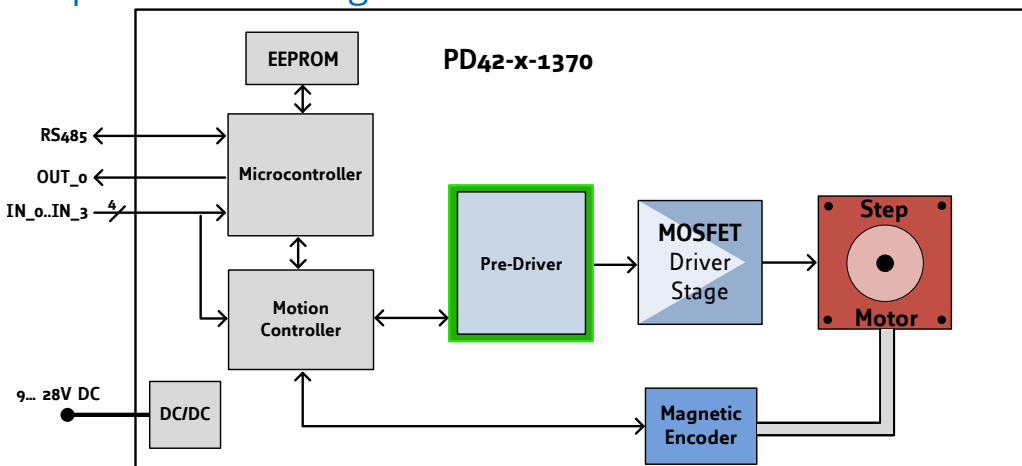 EEPROM
PD42-x-1370
RS485
OUT_0
IN_0..IN_3
4
Microcontroller
Pre-Driver
MOSFET
Driver
Stage
Step
Motor
Motion
Controller
9... 28V DC
DC/DC
Magnetic
Encoder